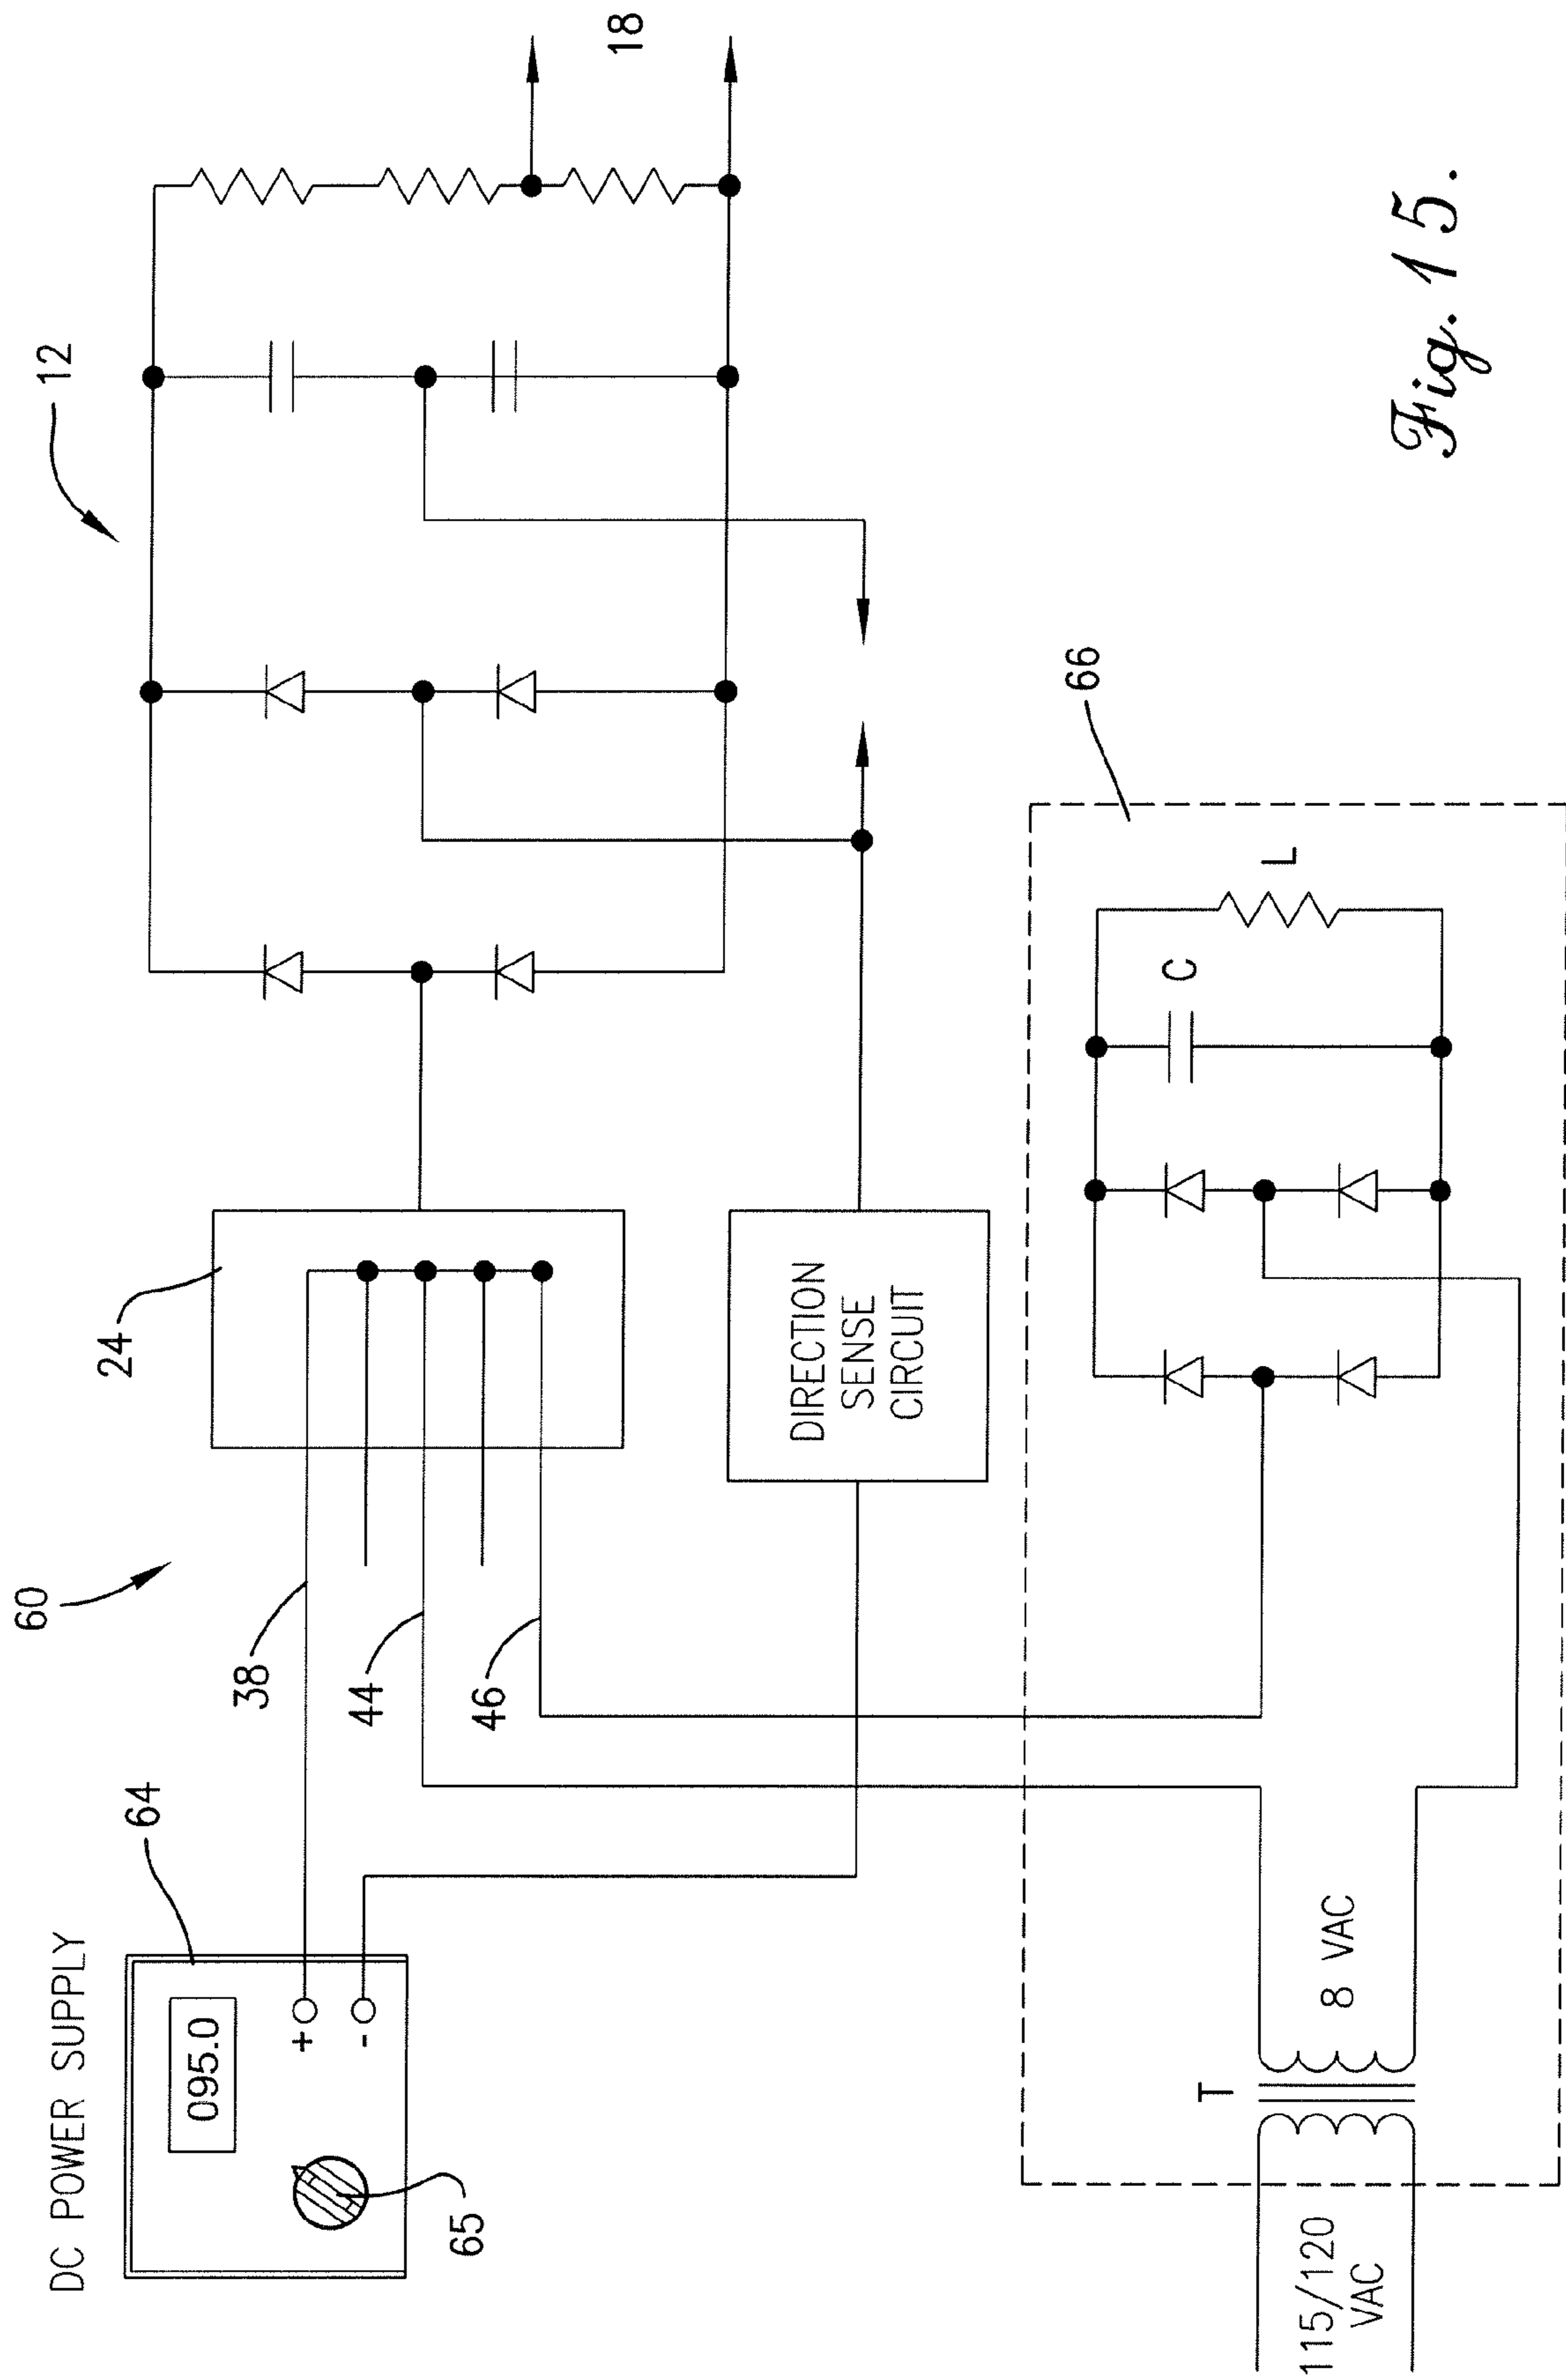 DC POWER SUPPLY
64
095.0
+
-
65
60
38
44
46
24
12
18
DIRECTION
SENSE
CIRCUIT
66
115/120
VAC
T
8 VAC
C
L
Fig. 15.